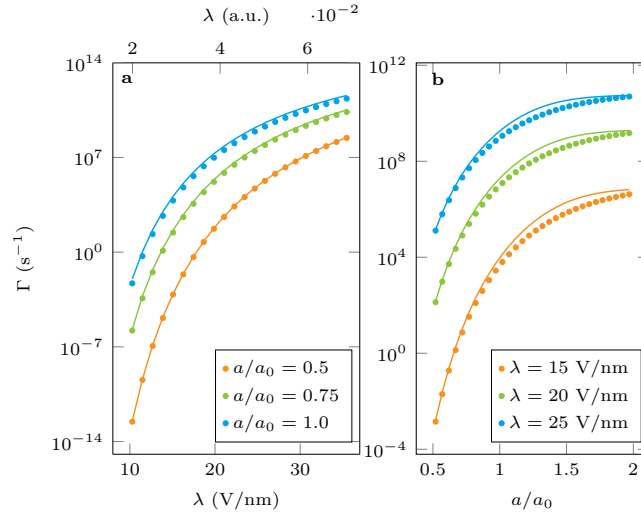 λ (a.u.) ·10⁻²
2 4 6
a
10¹⁴
10⁷
10⁰
10⁻⁷
10⁻¹⁴
Γ (s⁻¹)
a/a₀ = 0.5
a/a₀ = 0.75
a/a₀ = 1.0
10 20 30
λ (V/nm)
b
10¹²
10⁸
10⁴
10⁰
10⁻⁴
λ = 15 V/nm
λ = 20 V/nm
λ = 25 V/nm
0.5 1 1.5 2
a/a₀